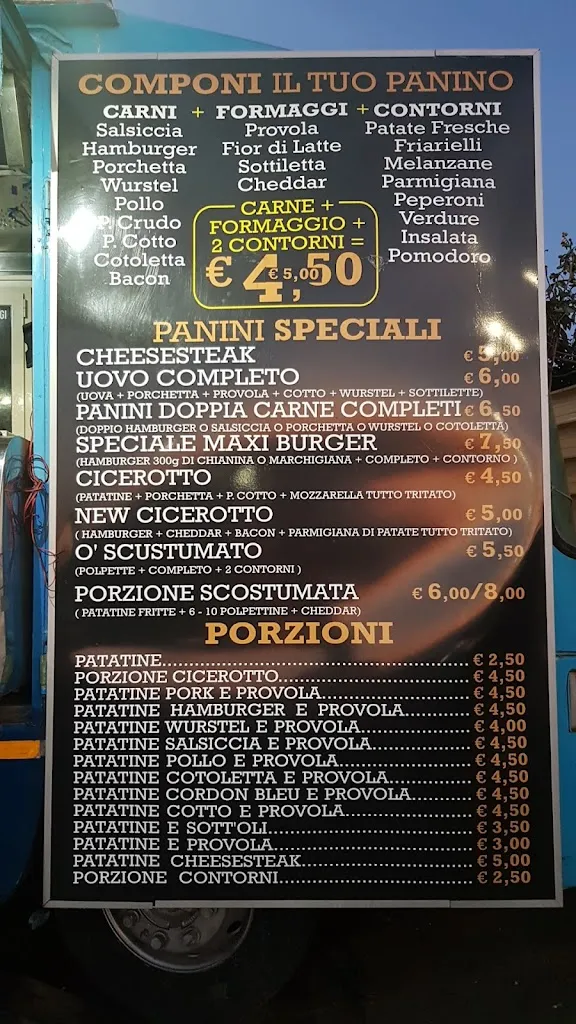 COMPONI IL TUO PANINO
CARNI + FORMAGGI + CONTORNI
Salsiccia
Hamburger
Porchetta
Wurstel
Pollo
P. Crudo
P. Cotto
Cotoletta
Bacon
Provola
Fior di Latte
Sottiletta
Cheddar
Patate Fresche
Friarielli
Melanzane
Parmigiana
Peperoni
Verdure
Insalata
Pomodoro
CARNE +
FORMAGGIO +
2 CONTORNI =
€ 4,50
€ 5,00
PANINI SPECIALI
CHEESESTEAK € 5,00
UOVO COMPLETO € 6,00
(UOVA + PORCHETTA + PROVOLA + COTTO + WURSTEL + SOTTILETTE)
PANINI DOPPIA CARNE COMPLETI € 6,50
(DOPPIO HAMBURGER O SALSICCIA O PORCHETTA O WURSTEL O COTOLETTA)
SPECIALE MAXI BURGER € 7,50
(HAMBURGER 300g DI CHIANINA O MARCHIGIANA + COMPLETO + CONTORNO )
CICEROTTO € 4,50
(PATATINE + PORCHETTA + P. COTTO + MOZZARELLA TUTTO TRITATO)
NEW CICEROTTO € 5,00
( HAMBURGER + CHEDDAR + BACON + PARMIGIANA DI PATATE TUTTO TRITATO)
O' SCUSTUMATO € 5,50
(POLPETTE + COMPLETO + 2 CONTORNI )
PORZIONE SCOSTUMATA € 6,00/8,00
( PATATINE FRITTE + 6 - 10 POLPETTINE + CHEDDAR)
PORZIONI
PATATINE........................................ € 2,50
PORZIONE CICEROTTO........................ € 4,50
PATATINE PORK E PROVOLA.................. € 4,50
PATATINE HAMBURGER E PROVOLA......... € 4,50
PATATINE WURSTEL E PROVOLA.............. € 4,00
PATATINE SALSICCIA E PROVOLA............ € 4,50
PATATINE POLLO E PROVOLA................. € 4,50
PATATINE COTOLETTA E PROVOLA........... € 4,50
PATATINE CORDON BLEU E PROVOLA....... € 4,50
PATATINE COTTO E PROVOLA................ € 4,50
PATATINE E SOTT'OLI........................ € 3,50
PATATINE E PROVOLA........................ € 3,00
PATATINE CHEESESTEAK...................... € 5,00
PORZIONE CONTORNI......................... € 2,50